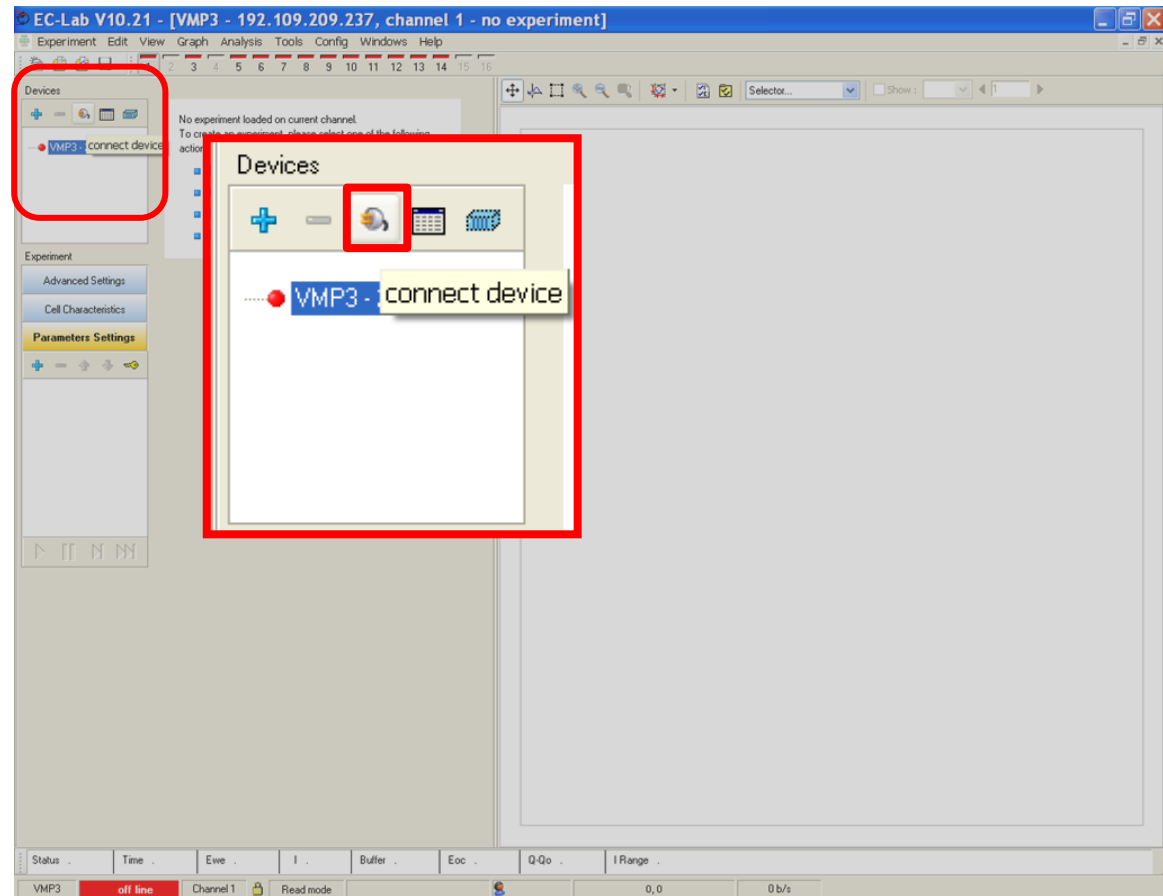 EC-Lab V10.21 - [VMP3 - 192.109.209.237, channel 1 - no experiment]
Experiment Edit View Graph Analysis Tools Config Windows Help
2 3 4 5 6 7 8 9 10 11 12 13 14 15 16
Devices
Selector...
Show :
1
No experiment loaded on current channel.
To create an experiment, please select one of the following
VMP3 - connect device
Devices
VMP3 - connect device
Experiment
Advanced Settings
Cell Characteristics
Parameters Settings
Status .
Time .
Ewe .
I .
Buffer .
Eoc .
Q-Qo .
I Range .
VMP3
off line
Channel 1
Read mode
0, 0
0 b/s